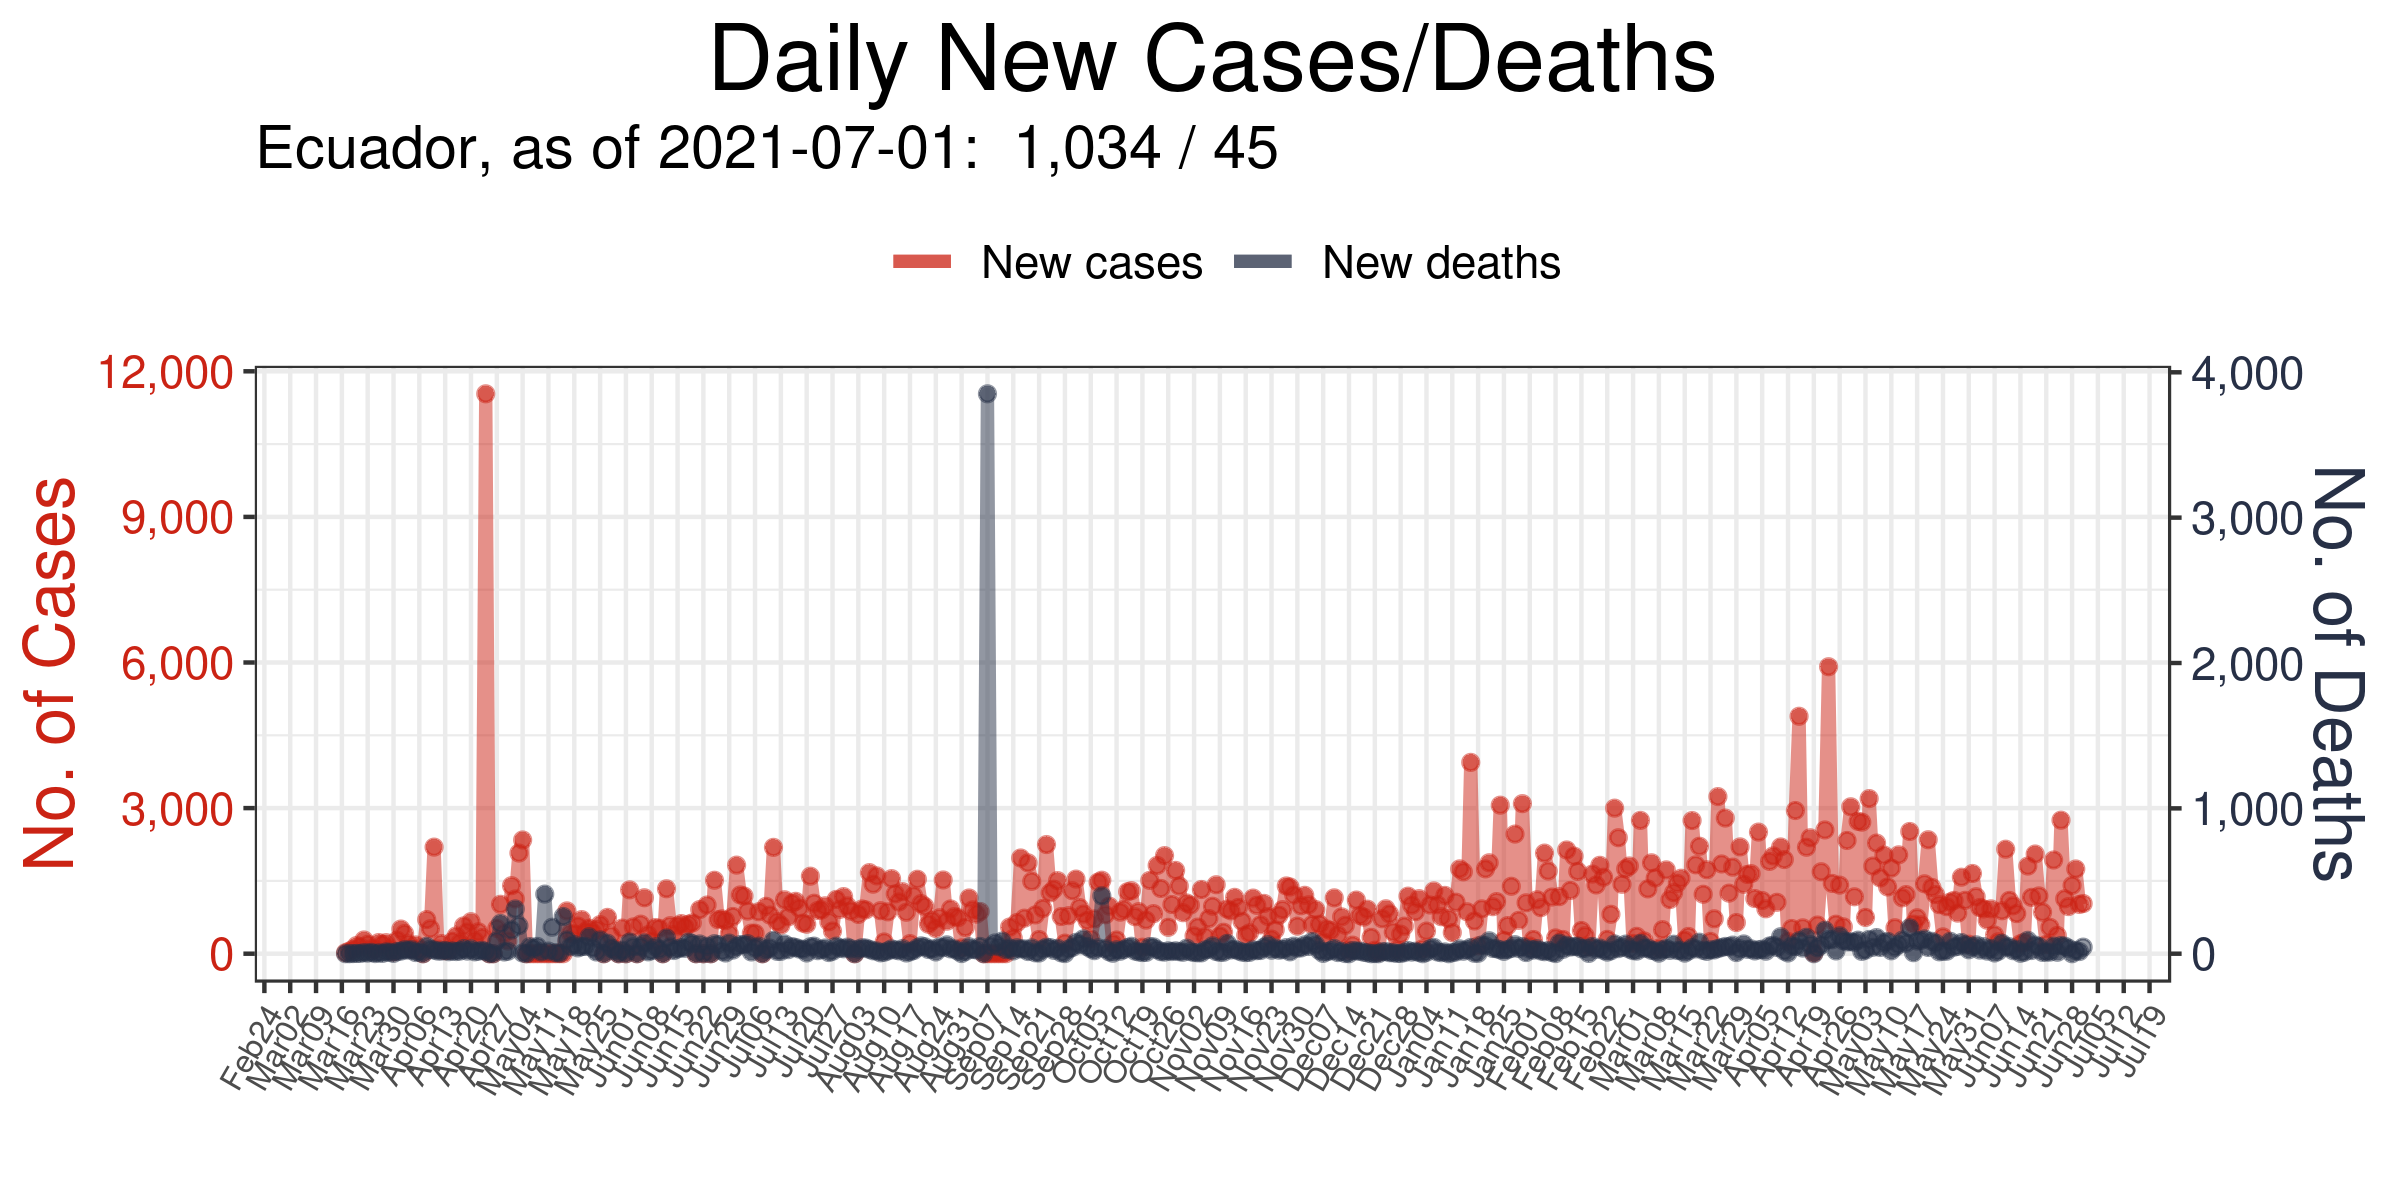 Daily New Cases/Deaths
Ecuador, as of 2021-07-01:  1,034 / 45
New cases New deaths
No. of Cases
12,000
9,000
6,000
3,000
0
4,000
3,000
2,000
1,000
0
No. of Deaths
Feb24 Mar02 Mar09 Mar16 Mar23 Mar30 Apr06 Apr13 Apr20 Apr27 May04 May11 May18 May25 Jun01 Jun08 Jun15 Jun22 Jun29 Jul06 Jul13 Jul20 Jul27 Aug03 Aug10 Aug17 Aug24 Aug31 Sep07 Sep14 Sep21 Sep28 Oct05 Oct12 Oct19 Oct26 Nov02 Nov09 Nov16 Nov23 Nov30 Dec07 Dec14 Dec21 Dec28 Jan04 Jan11 Jan18 Jan25 Feb01 Feb08 Feb15 Feb22 Mar01 Mar08 Mar15 Mar22 Mar29 Apr05 Apr12 Apr19 Apr26 May03 May10 May17 May24 May31 Jun07 Jun14 Jun21 Jun28 Jul05 Jul12 Jul19